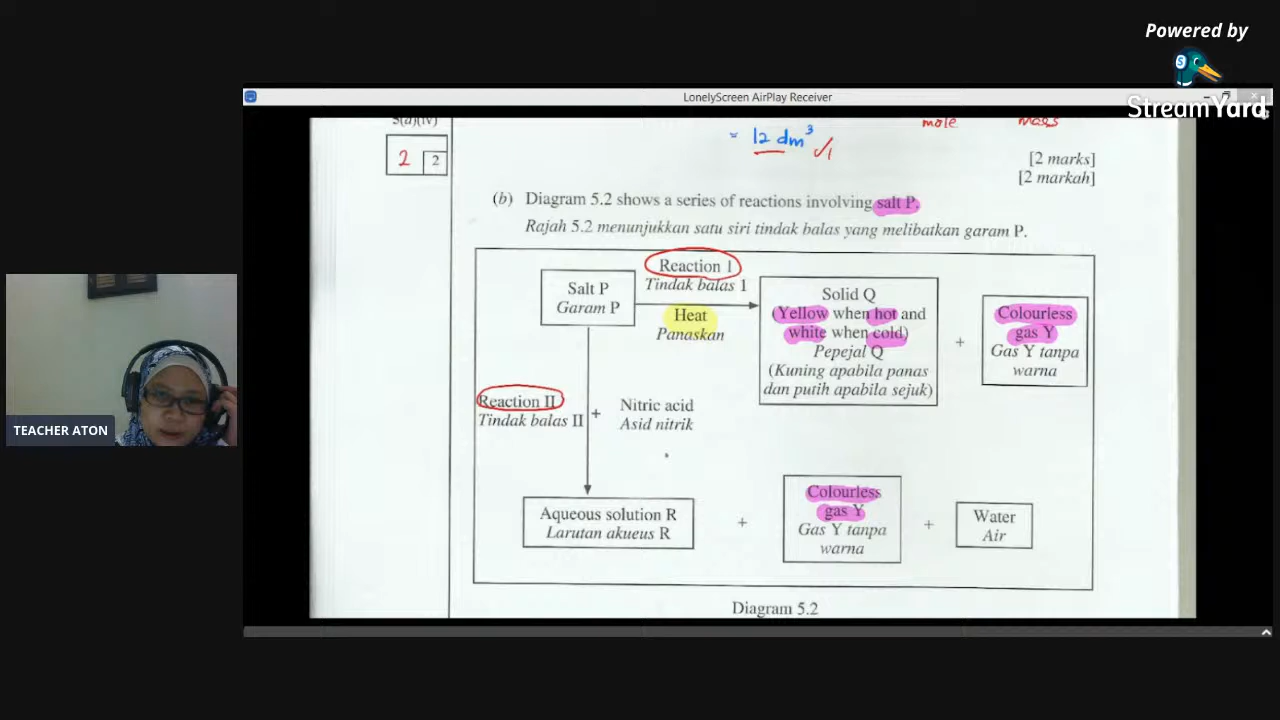 Powered by
StreamYard
LonelyScreen AirPlay Receiver
5(a)(iv)
2 2
= 12 dm³ √1
mole mass
[2 marks]
[2 markah]
(b) Diagram 5.2 shows a series of reactions involving salt P.
Rajah 5.2 menunjukkan satu siri tindak balas yang melibatkan garam P.
Reaction I
Tindak balas 1
Salt P
Garam P
Heat
Panaskan
Solid Q
(Yellow when hot and
white when cold)
Pepejal Q
(Kuning apabila panas
dan putih apabila sejuk)
+
Colourless
gas Y
Gas Y tanpa
warna
Reaction II
Tindak balas II
+
Nitric acid
Asid nitrik
Aqueous solution R
Larutan akueus R
+
Colourless
gas Y
Gas Y tanpa
warna
+
Water
Air
Diagram 5.2
TEACHER ATON